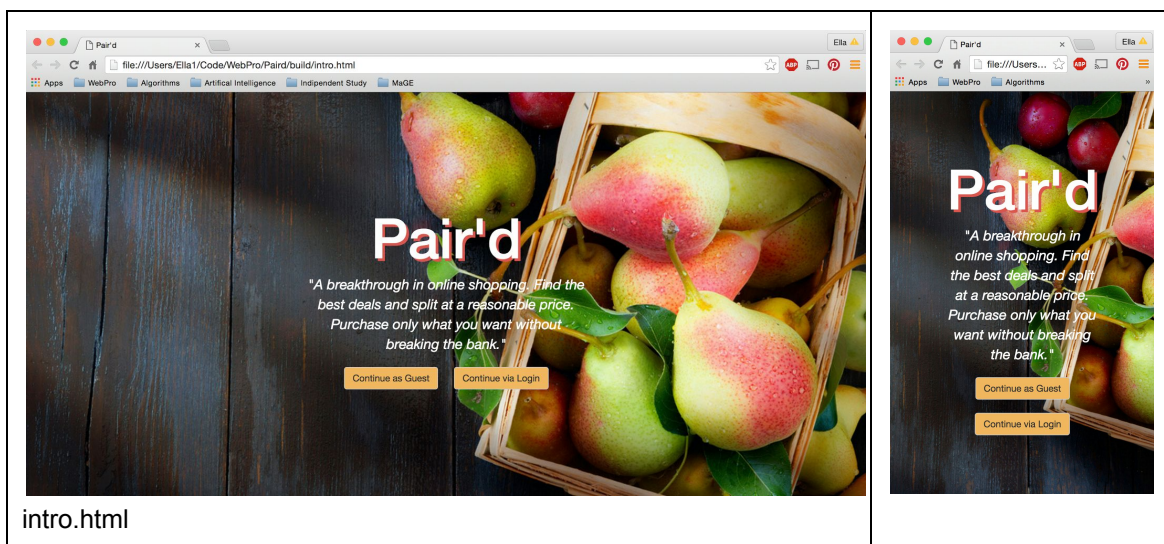 Pair'd
Ella
file:///Users/Ella1/Code/WebPro/Paird/build/intro.html
ABP
Apps
WebPro
Algorithms
Artifical Intelligence
Indipendent Study
MaGE
Pair'd
"A breakthrough in online shopping. Find the
best deals and split at a reasonable price.
Purchase only what you want without
breaking the bank."
Continue as Guest
Continue via Login
intro.html
Pair'd
Ella
file:///Users...
ABP
Apps
WebPro
Algorithms
»
Pair'd
"A breakthrough in
online shopping. Find
the best deals and split
at a reasonable price.
Purchase only what you
want without breaking
the bank."
Continue as Guest
Continue via Login